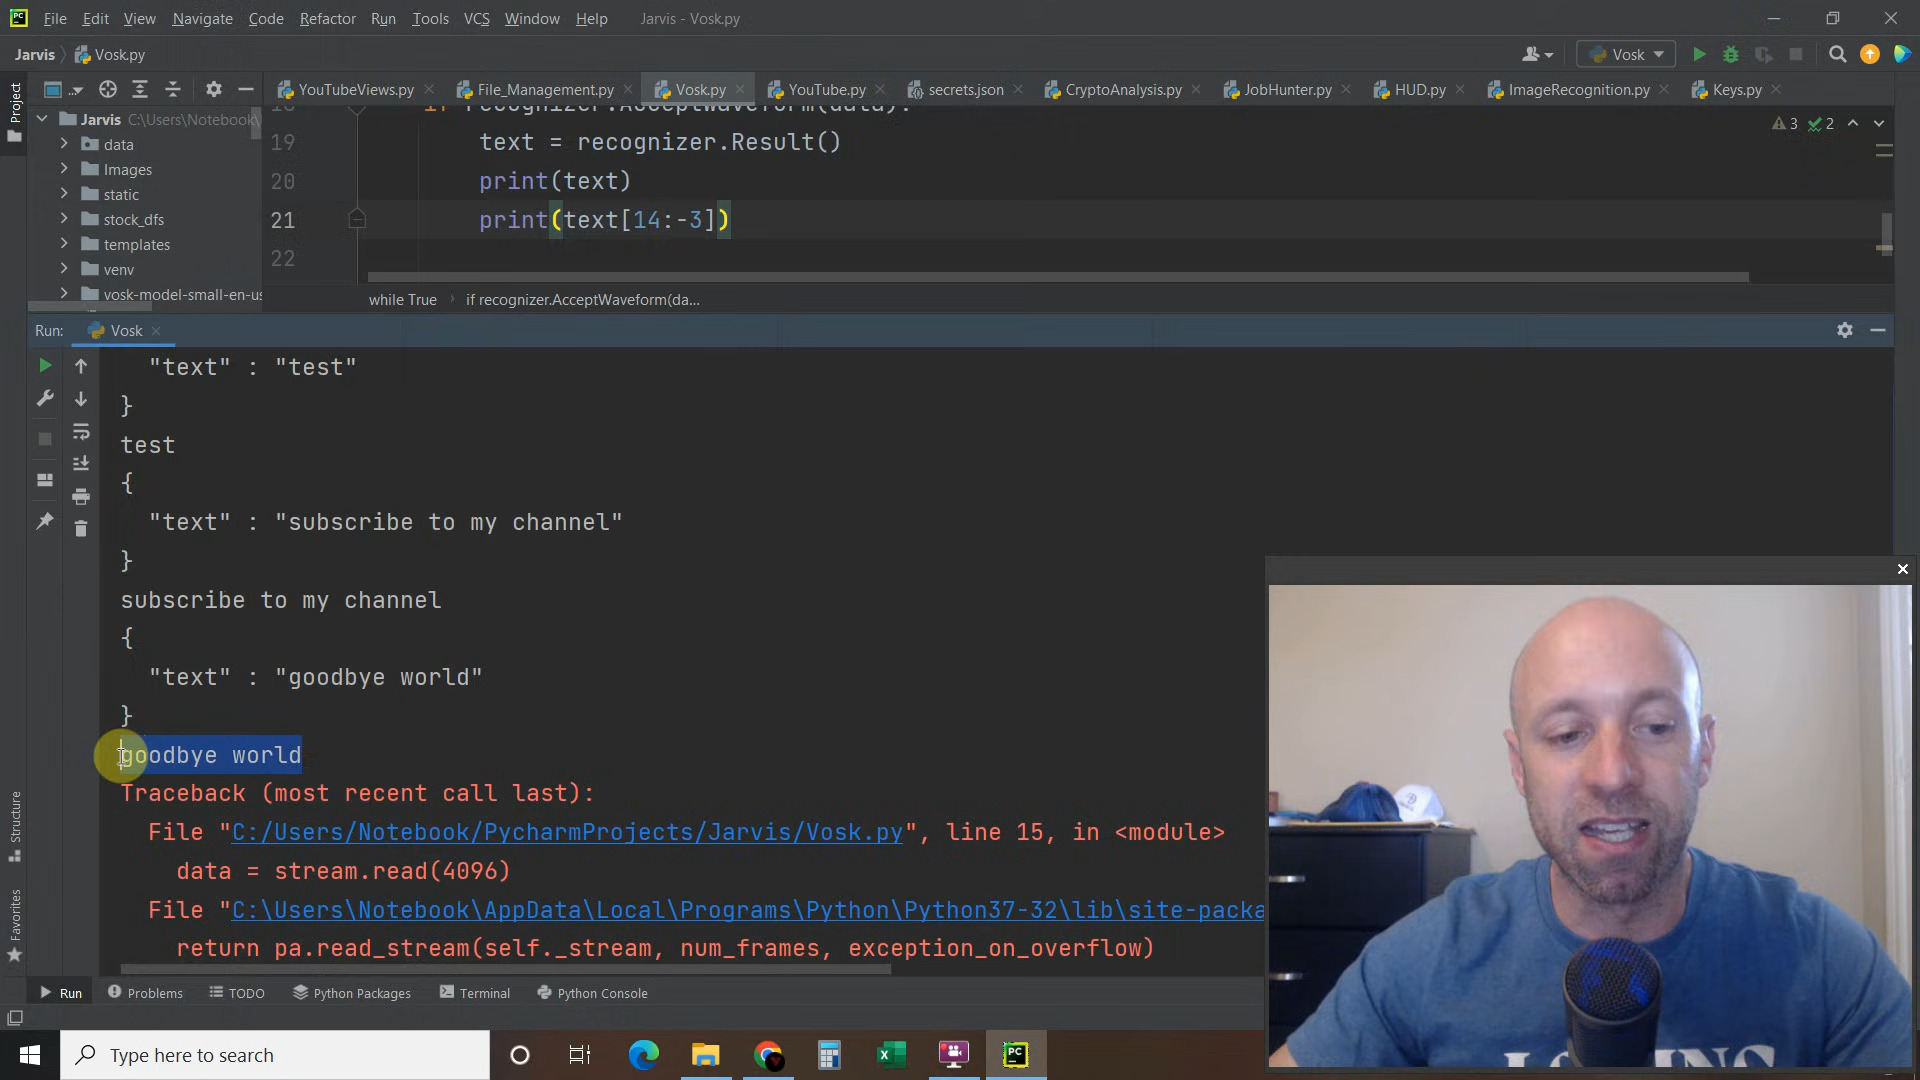 File Edit View Navigate Code Refactor Run Tools VCS Window Help Jarvis - Vosk.py
Jarvis Vosk.py Vosk
Project
YouTubeViews.py File_Management.py Vosk.py YouTube.py secrets.json CryptoAnalysis.py JobHunter.py HUD.py ImageRecognition.py Keys.py
Jarvis C:\Users\Notebook\
data
Images
static
stock_dfs
templates
venv
vosk-model-small-en-us
if recognizer.AcceptWaveform(data):
3 2
19 text = recognizer.Result()
20 print(text)
21 print(text[14:-3])
22
while True if recognizer.AcceptWaveform(da...
Run: Vosk
"text" : "test"
}
test
{
"text" : "subscribe to my channel"
}
subscribe to my channel
{
"text" : "goodbye world"
}
goodbye world
Traceback (most recent call last):
File "C:/Users/Notebook/PycharmProjects/Jarvis/Vosk.py", line 15, in <module>
data = stream.read(4096)
File "C:\Users\Notebook\AppData\Local\Programs\Python\Python37-32\lib\site-packa
return pa.read_stream(self._stream, num_frames, exception_on_overflow)
Structure
Favorites
Run Problems TODO Python Packages Terminal Python Console
Type here to search
PC